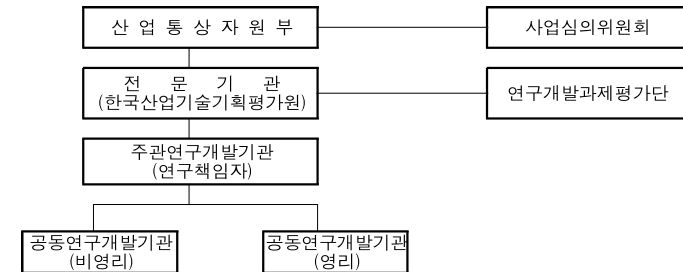 산 업 통 상 자 원 부
사업심의위원회
전 문 기 관
(한국산업기술기획평가원)
연구개발과제평가단
주관연구개발기관
(연구책임자)
공동연구개발기관
(비영리)
공동연구개발기관
(영리)